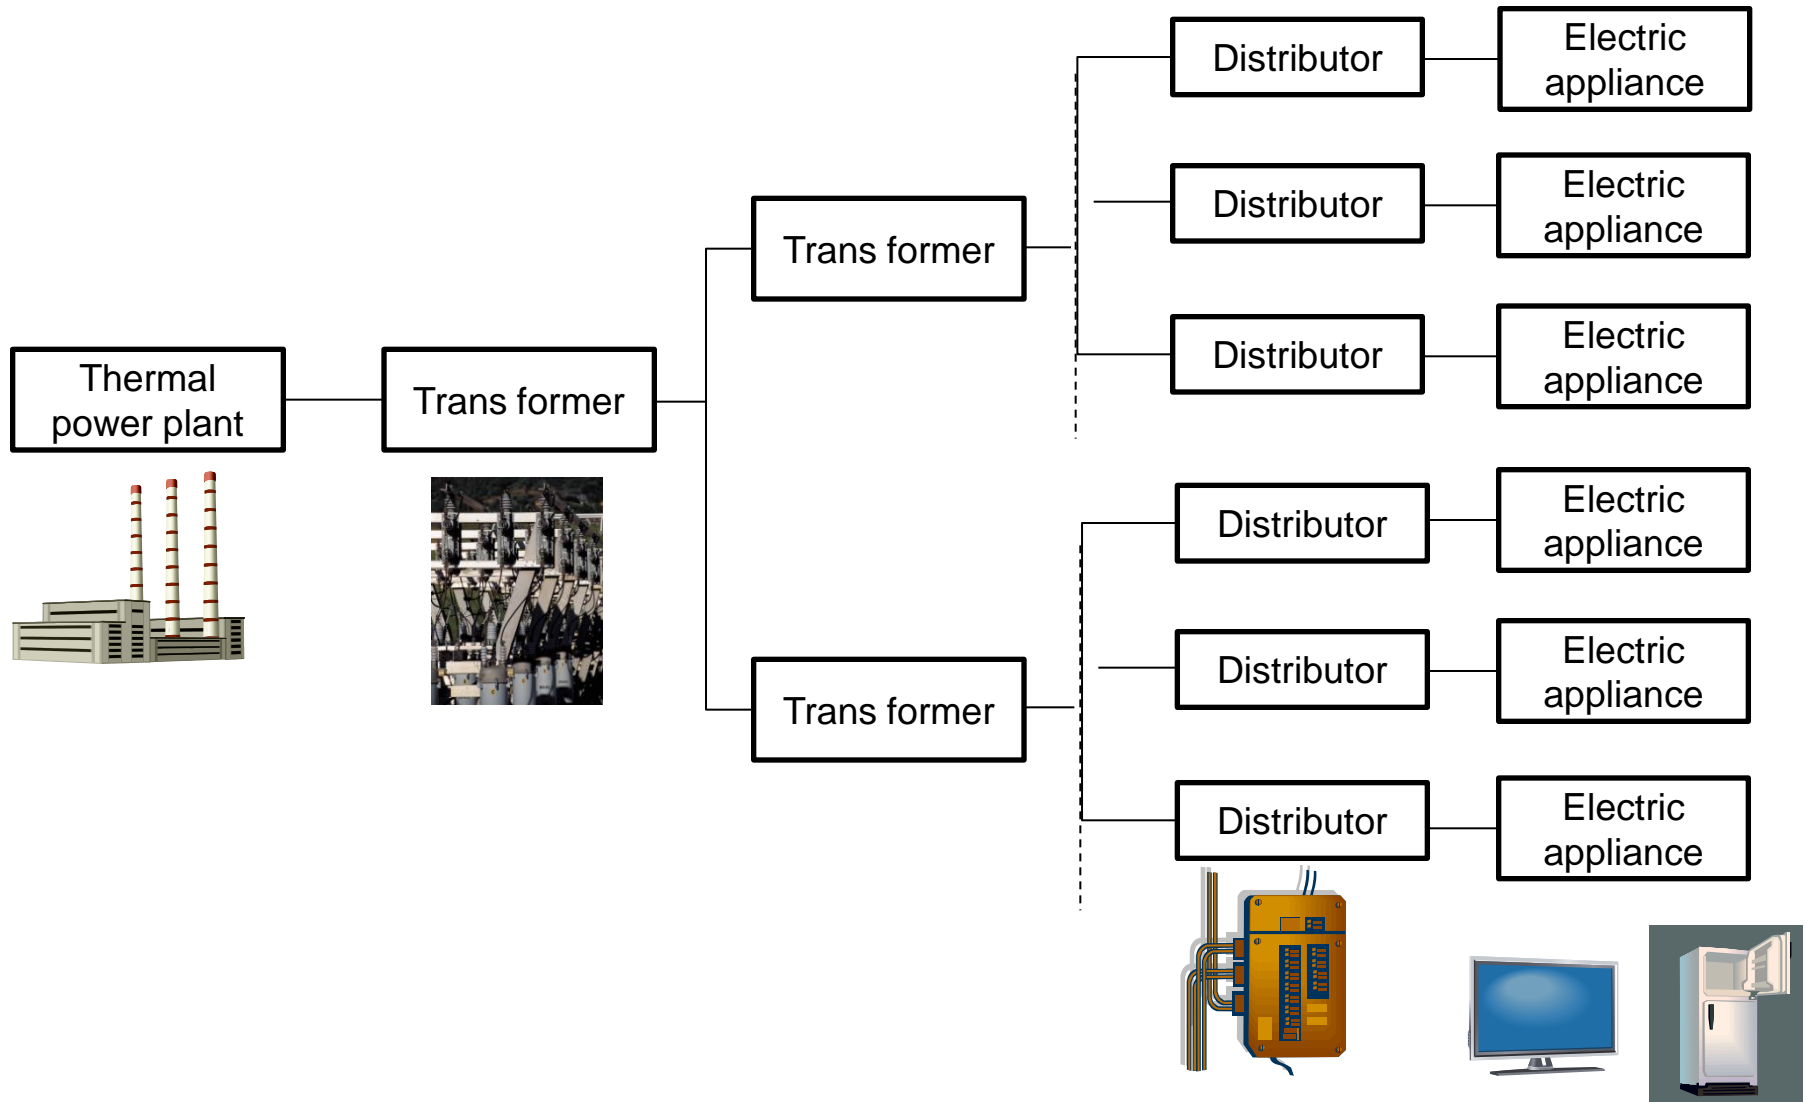 Thermal
power plant
Trans former
Trans former
Trans former
Distributor
Electric
appliance
Distributor
Electric
appliance
Distributor
Electric
appliance
Distributor
Electric
appliance
Distributor
Electric
appliance
Distributor
Electric
appliance